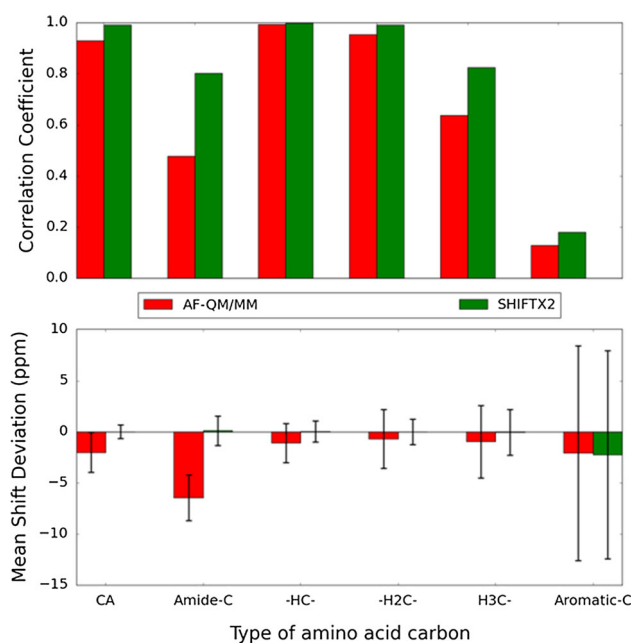 Correlation Coefficient
1.0
0.8
0.6
0.4
0.2
0.0
AF-QM/MM SHIFTX2
Mean Shift Deviation (ppm)
10
5
0
−5
−10
−15
CA Amide-C -HC- -H2C- H3C- Aromatic-C
Type of amino acid carbon